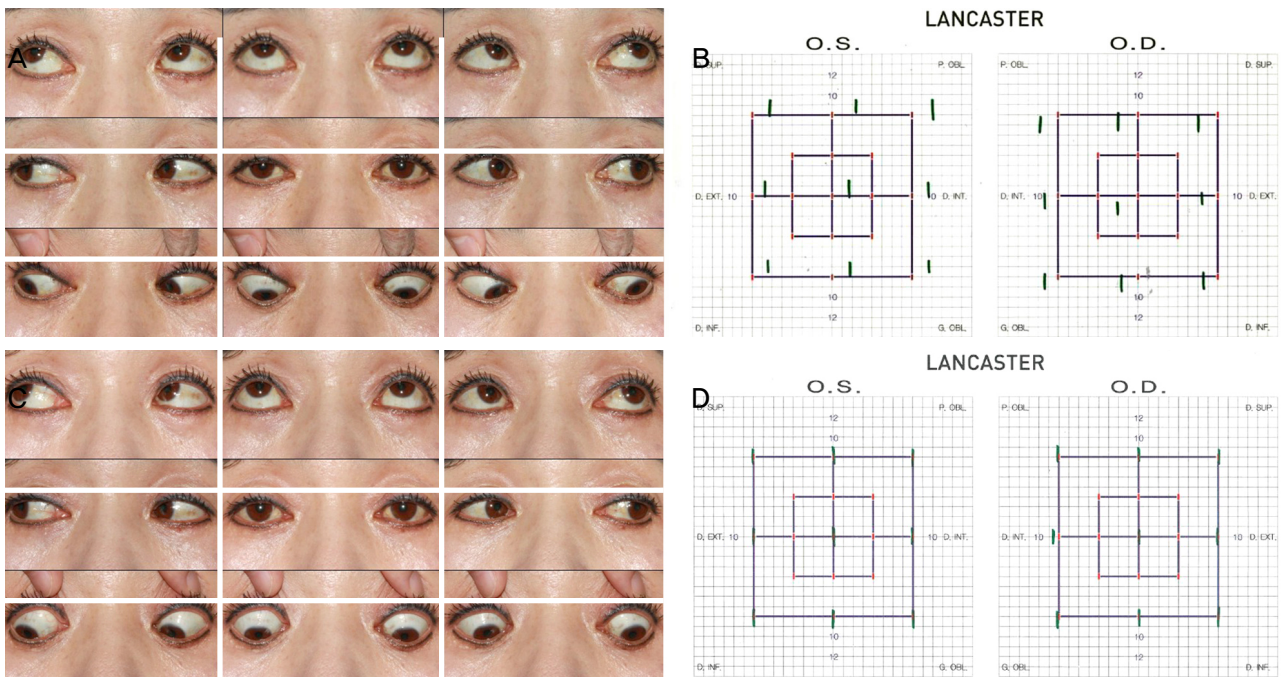 A
B
LANCASTER
O.S.
O.D.
SUP.
P, OBL.
P, OBL.
D, SUP.
12
12
10
10
D, EXT, 10
0 D, INT,
D, INT, 10
10 D, EXT,
10
10
12
12
D, INF.
G, OBL.
G, OBL.
D, INF.
C
D
LANCASTER
O.S.
O.D.
SUP.
P, OBL.
P, OBL.
D, SUP.
12
12
10
10
D, EXT, 10
10 D, INT,
D, INT, 10
10 D, EXT,
10
10
12
12
D, INF.
G, OBL.
G, OBL.
D, INF.